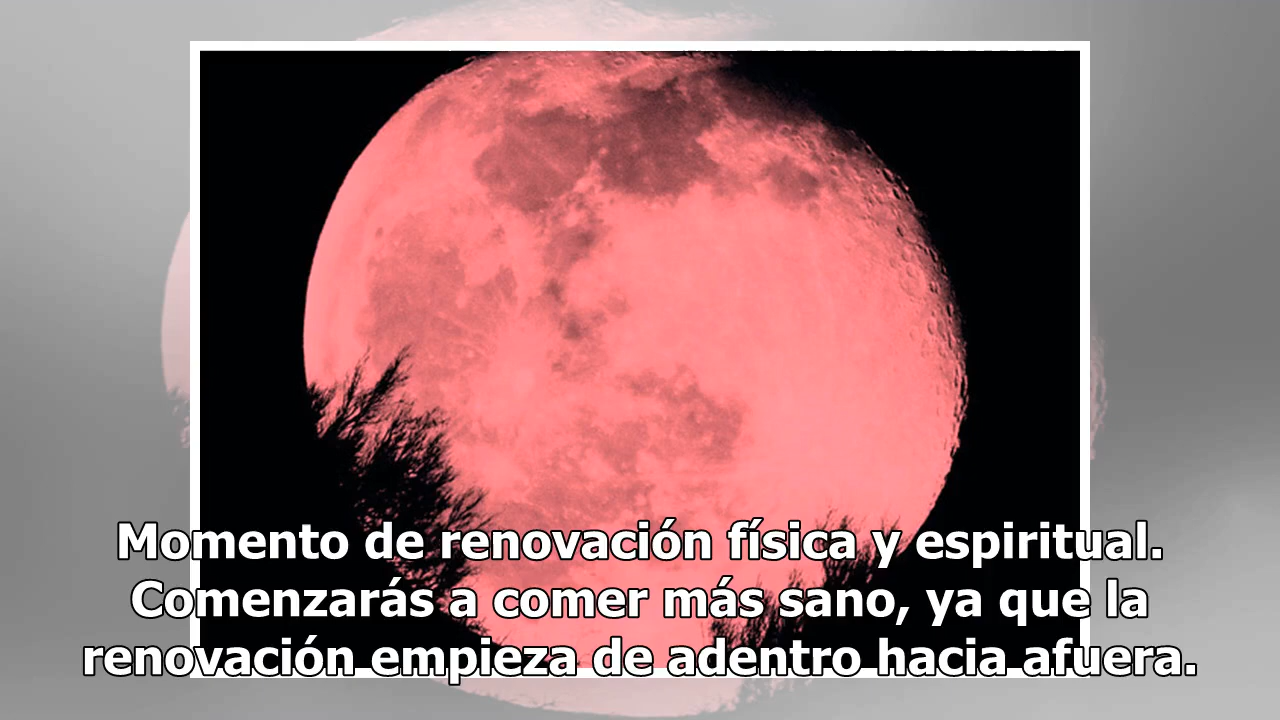 Momento de renovación física y espiritual.
Comenzarás a comer más sano, ya que la
renovación empieza de adentro hacia afuera.